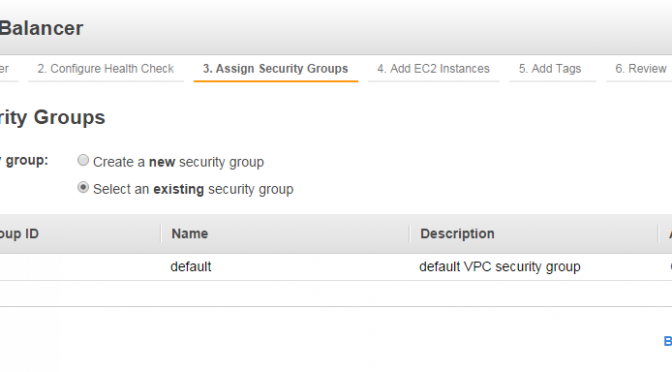 Balancer
er 2. Configure Health Check 3. Assign Security Groups 4. Add EC2 Instances 5. Add Tags 6. Review
rity Groups
y group: Create a new security group
Select an existing security group
oup ID Name Description A
default default VPC security group
B